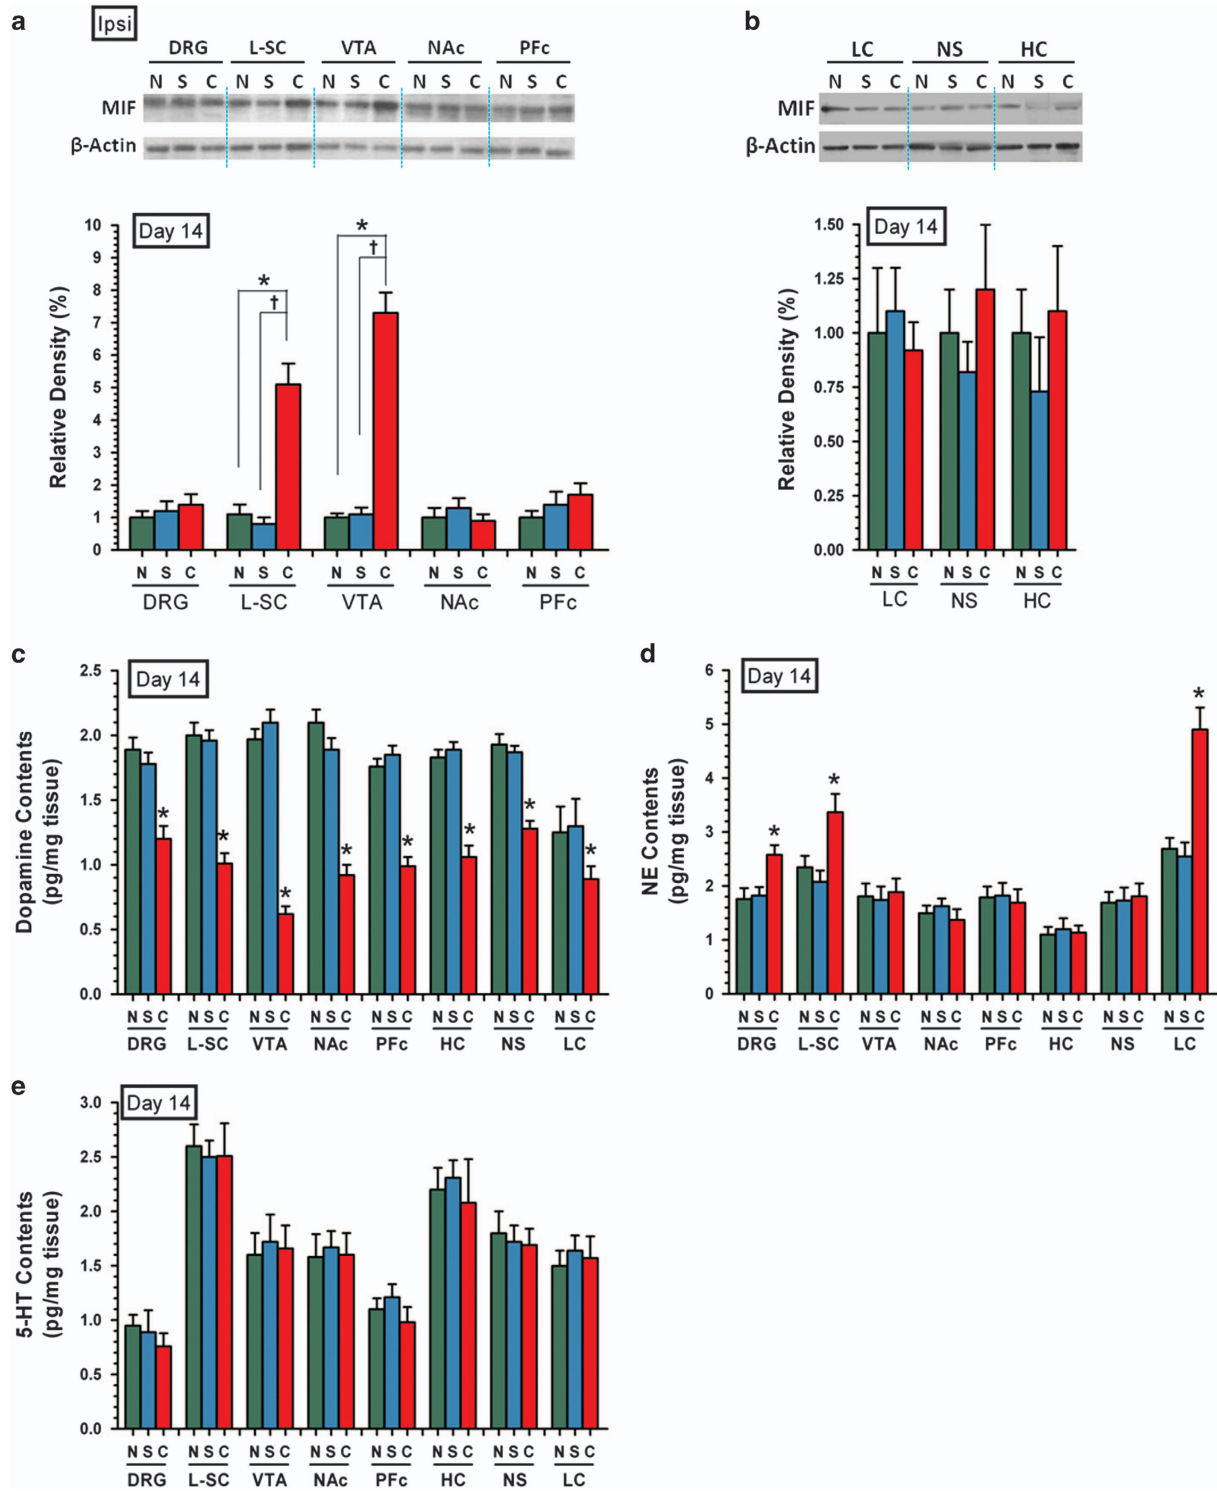 a
Ipsi
DRG L-SC VTA NAc PFc
N S C N S C N S C N S C N S C
MIF
β-Actin
Day 14
Relative Density (%)
10
9
8
7
6
5
4
3
2
1
0
* † * †
N S C N S C N S C N S C N S C
DRG L-SC VTA NAc PFc
b
LC NS HC
N S C N S C N S C
MIF
β-Actin
Day 14
Relative Density (%)
1.50
1.25
1.00
0.75
0.50
0.25
0.00
N S C N S C N S C
LC NS HC
c
Day 14
Dopamine Contents
(pg/mg tissue)
2.5
2.0
1.5
1.0
0.5
0.0
* * * * * * * *
N S C N S C N S C N S C N S C N S C N S C N S C
DRG L-SC VTA NAc PFc HC NS LC
d
Day 14
NE Contents
(pg/mg tissue)
6
5
4
3
2
1
0
* * *
N S C N S C N S C N S C N S C N S C N S C N S C
DRG L-SC VTA NAc PFc HC NS LC
e
Day 14
5-HT Contents
(pg/mg tissue)
3.0
2.5
2.0
1.5
1.0
0.5
0.0
N S C N S C N S C N S C N S C N S C N S C N S C
DRG L-SC VTA NAc PFc HC NS LC